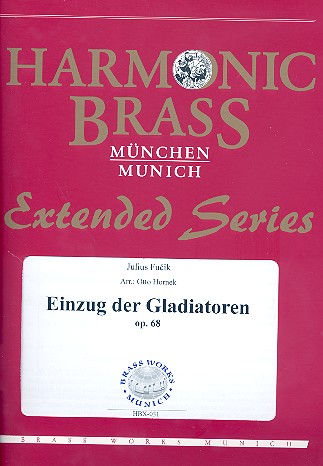 HARMONIC
BRASS
MÜNCHEN
MUNICH
Extended Series
Julius Fučik
Arr.: Otto Hornek
Einzug der Gladiatoren
op. 68
BRASS WORKS
MUNICH
HBX-051
BRASS WORKS MUNICH